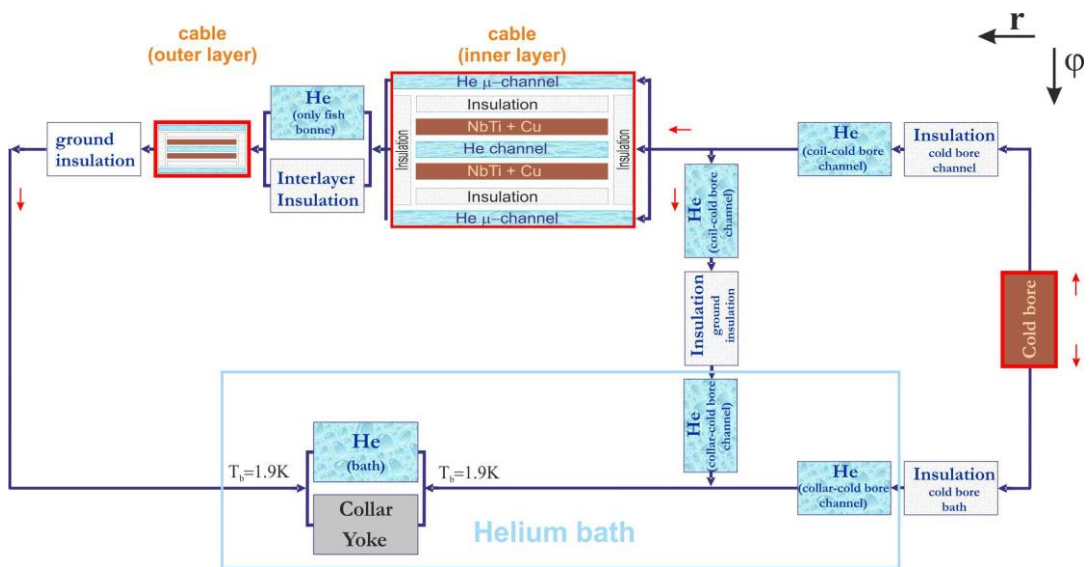 cable
(outer layer)
cable
(inner layer)
r
φ
He μ–channel
Insulation
NbTi + Cu
He channel
NbTi + Cu
Insulation
He μ–channel
Insulation
Insulation
He
(only fish
bonne)
Interlayer
Insulation
ground
insulation
He
(coil-cold bore
channel)
Insulation
cold bore
channel
He
(coil-cold bore
channel)
Insulation
ground
insulation
He
(collar-cold bore
channel)
Cold bore
He
(bath)
Collar
Yoke
T_b=1.9K
T_b=1.9K
He
(collar-cold bore
channel)
Insulation
cold bore
bath
Helium bath